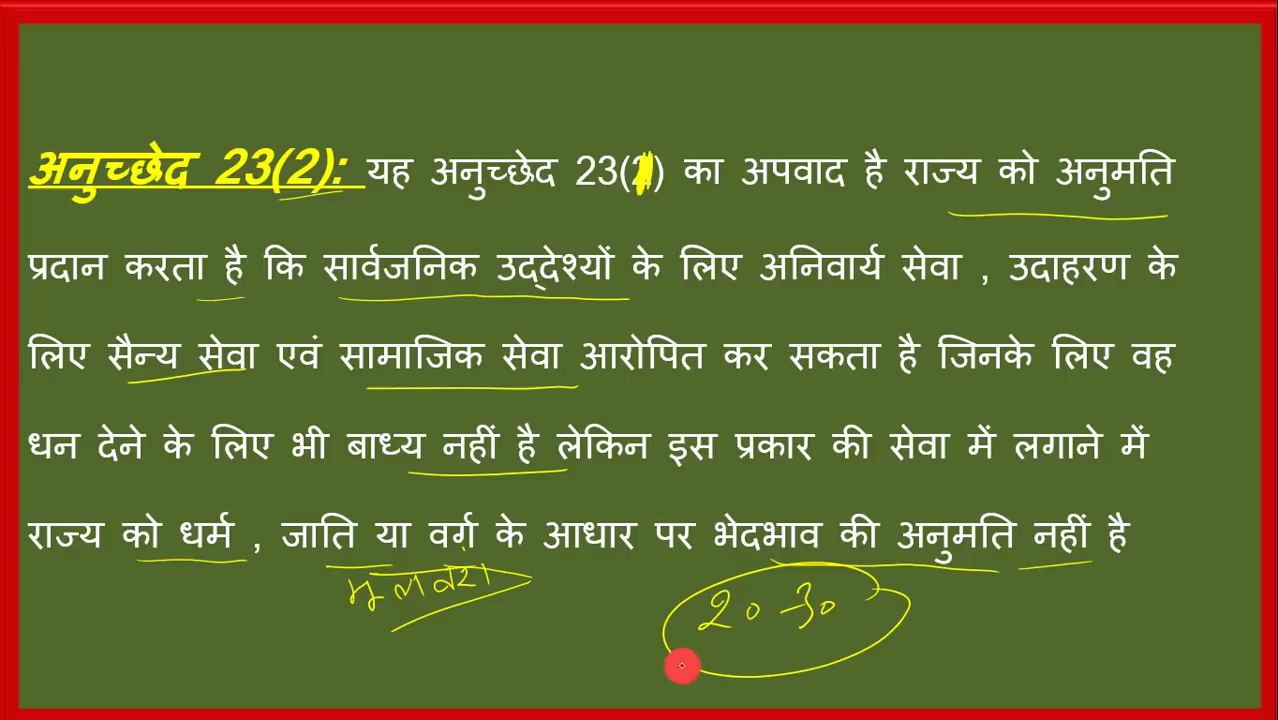 अनुच्छेद 23(2): यह अनुच्छेद 23(1) का अपवाद है राज्य को अनुमति
प्रदान करता है कि सार्वजनिक उद्देश्यों के लिए अनिवार्य सेवा , उदाहरण के
लिए सैन्य सेवा एवं सामाजिक सेवा आरोपित कर सकता है जिनके लिए वह
धन देने के लिए भी बाध्य नहीं है लेकिन इस प्रकार की सेवा में लगाने में
राज्य को धर्म , जाति या वर्ग के आधार पर भेदभाव की अनुमति नहीं है
मूलवंश
20-30